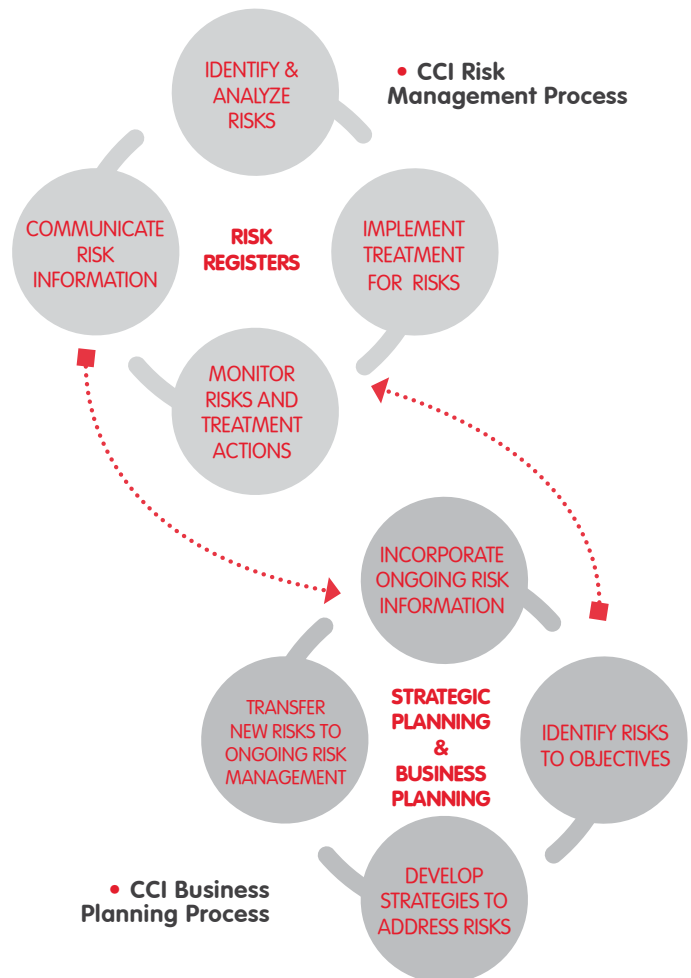 IDENTIFY &
ANALYZE
RISKS
• CCI Risk
Management Process
COMMUNICATE
RISK
INFORMATION
RISK
REGISTERS
IMPLEMENT
TREATMENT
FOR RISKS
MONITOR
RISKS AND
TREATMENT
ACTIONS
INCORPORATE
ONGOING RISK
INFORMATION
TRANSFER
NEW RISKS TO
ONGOING RISK
MANAGEMENT
STRATEGIC
PLANNING
&
BUSINESS
PLANNING
IDENTIFY RISKS
TO OBJECTIVES
DEVELOP
STRATEGIES TO
ADDRESS RISKS
• CCI Business
Planning Process